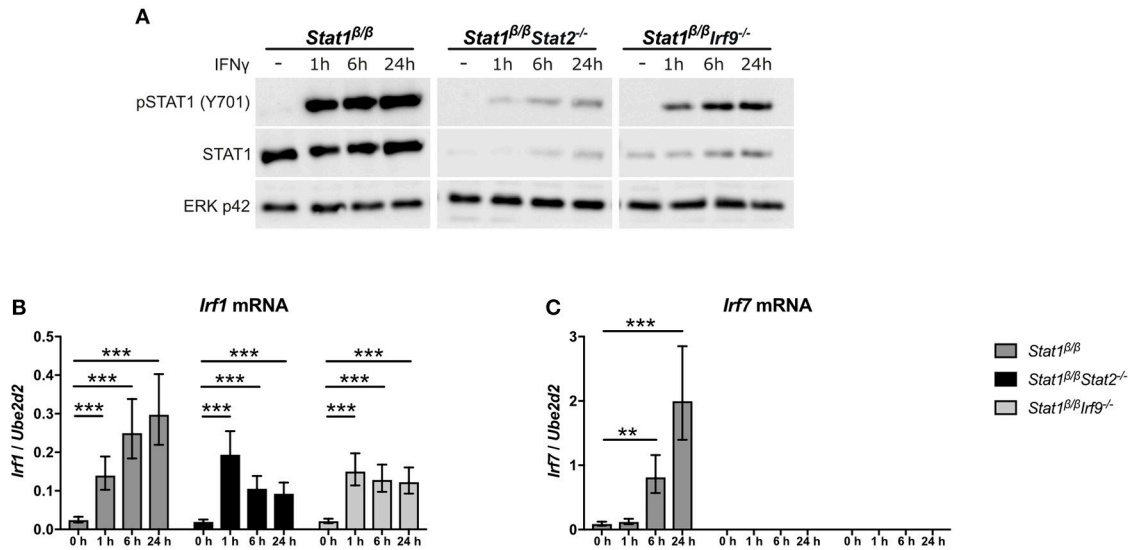 A
Stat1β/β Stat1β/βStat2-/- Stat1β/βIrf9-/-
IFNγ - 1h 6h 24h - 1h 6h 24h - 1h 6h 24h
pSTAT1 (Y701)
STAT1
ERK p42
B
Irf1 mRNA
Irf1 / Ube2d2
0.5
0.4
0.3
0.2
0.1
0.0
*** *** ***
*** *** ***
*** *** ***
0 h 1 h 6 h 24 h 0 h 1 h 6 h 24 h 0 h 1 h 6 h 24 h
C
Irf7 mRNA
Irf7 / Ube2d2
3
2
1
0
***
**
0 h 1 h 6 h 24 h 0 h 1 h 6 h 24 h 0 h 1 h 6 h 24 h
Stat1β/β
Stat1β/βStat2-/-
Stat1β/βIrf9-/-